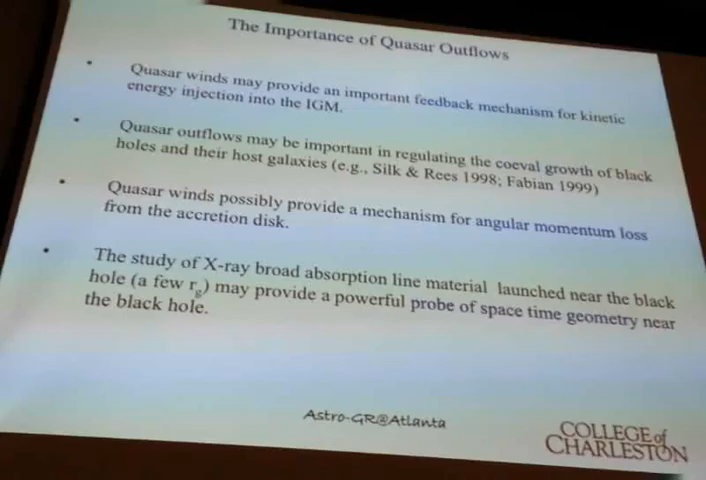 The Importance of Quasar Outflows
• Quasar winds may provide an important feedback mechanism for kinetic
energy injection into the IGM.
• Quasar outflows may be important in regulating the coeval growth of black
holes and their host galaxies (e.g., Silk & Rees 1998; Fabian 1999)
• Quasar winds possibly provide a mechanism for angular momentum loss
from the accretion disk.
• The study of X-ray broad absorption line material launched near the black
hole (a few rg) may provide a powerful probe of space time geometry near
the black hole.
Astro-GR@Atlanta
COLLEGE of
CHARLESTON